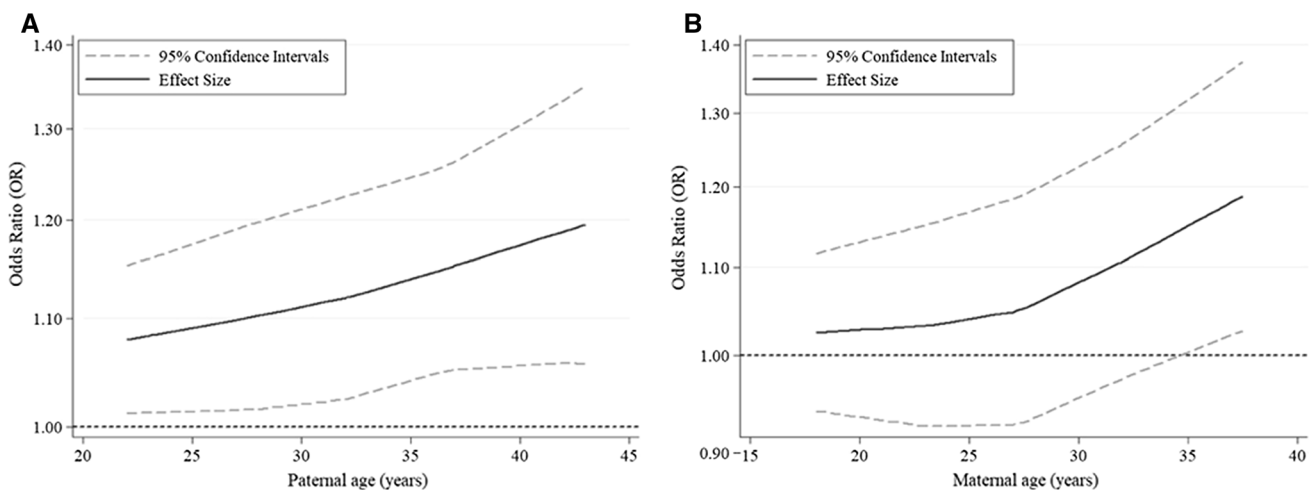 A
1.40
1.30
1.20
1.10
1.00
Odds Ratio (OR)
95% Confidence Intervals
Effect Size
20 25 30 35 40 45
Paternal age (years)
B
1.40
1.30
1.20
1.10
1.00
0.90
Odds Ratio (OR)
95% Confidence Intervals
Effect Size
15 20 25 30 35 40
Maternal age (years)